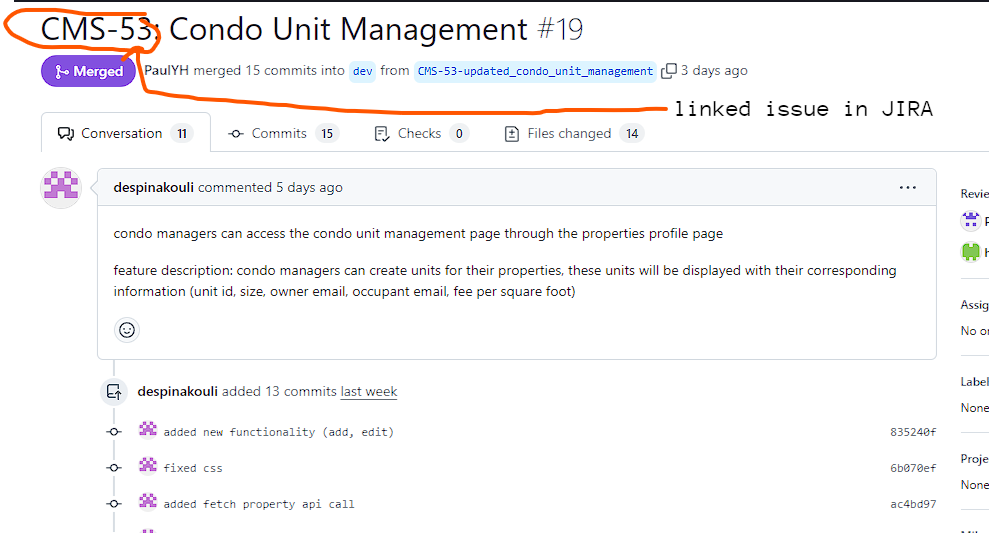 CMS-53: Condo Unit Management #19
Merged PaulYH merged 15 commits into dev from CMS-53-updated_condo_unit_management 3 days ago
linked issue in JIRA
Conversation 11 Commits 15 Checks 0 Files changed 14
despinakouli commented 5 days ago
Revie
condo managers can access the condo unit management page through the properties profile page
feature description: condo managers can create units for their properties, these units will be displayed with their corresponding
information (unit id, size, owner email, occupant email, fee per square foot)
Assig
No o
despinakouli added 13 commits last week
Label
None
added new functionality (add, edit) 835240f
fixed css 6b070ef
Proje
None
added fetch property api call ac4bd97